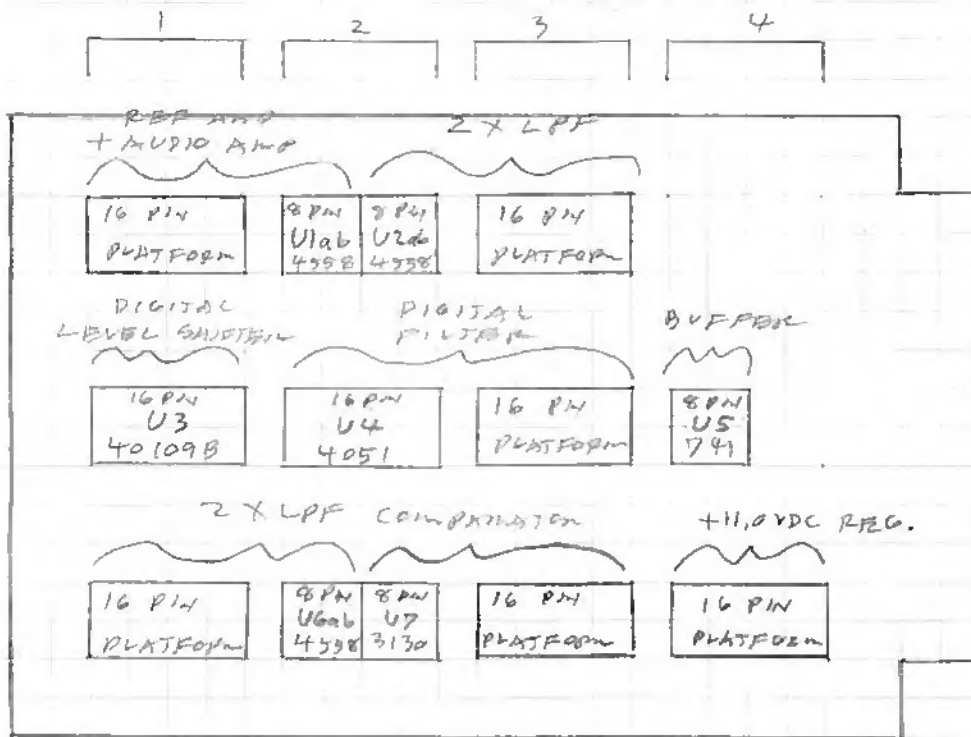 1 2 3 4
REF AMP
+ AUDIO AMP
2 X LPF
16 PIN
PLATFORM
8 PIN
U1ab
4558
8 PIN
U2ab
4558
16 PIN
PLATFORM
DIGITAL
LEVEL SHIFTER
DIGITAL
FILTER
BUFFER
16 PIN
U3
40109B
16 PIN
U4
4051
16 PIN
PLATFORM
8 PIN
U5
741
2 X LPF
COMPARATOR
+11.0 VDC REG.
16 PIN
PLATFORM
8 PIN
U6ab
4558
8 PIN
U7
3130
16 PIN
PLATFORM
16 PIN
PLATFORM